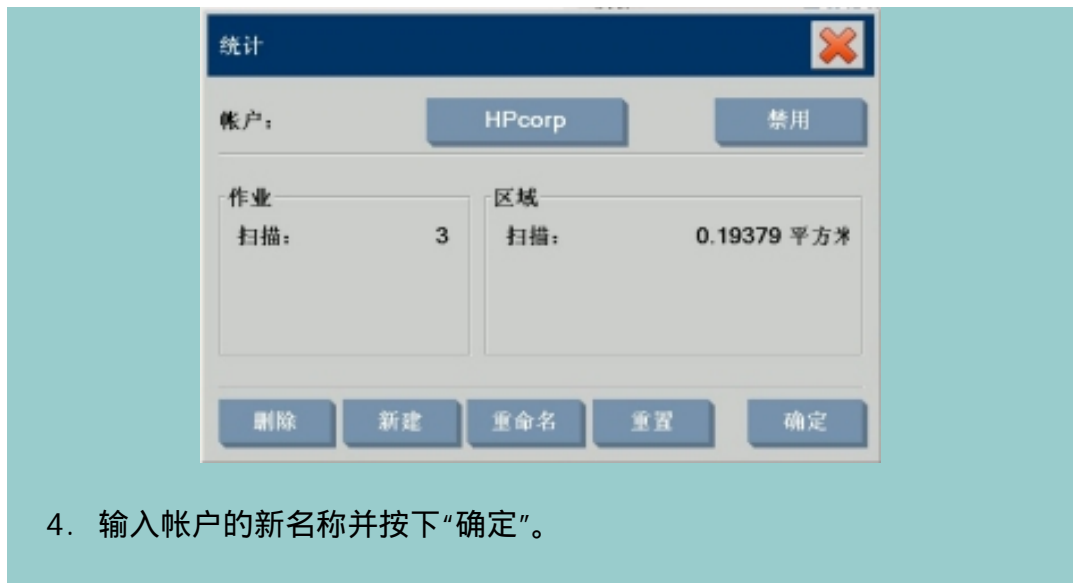 统计
帐户： HPcorp 禁用
作业 区域
扫描： 3 扫描： 0.19379 平方米
删除 新建 重命名 重置 确定
4. 输入帐户的新名称并按下“确定”。